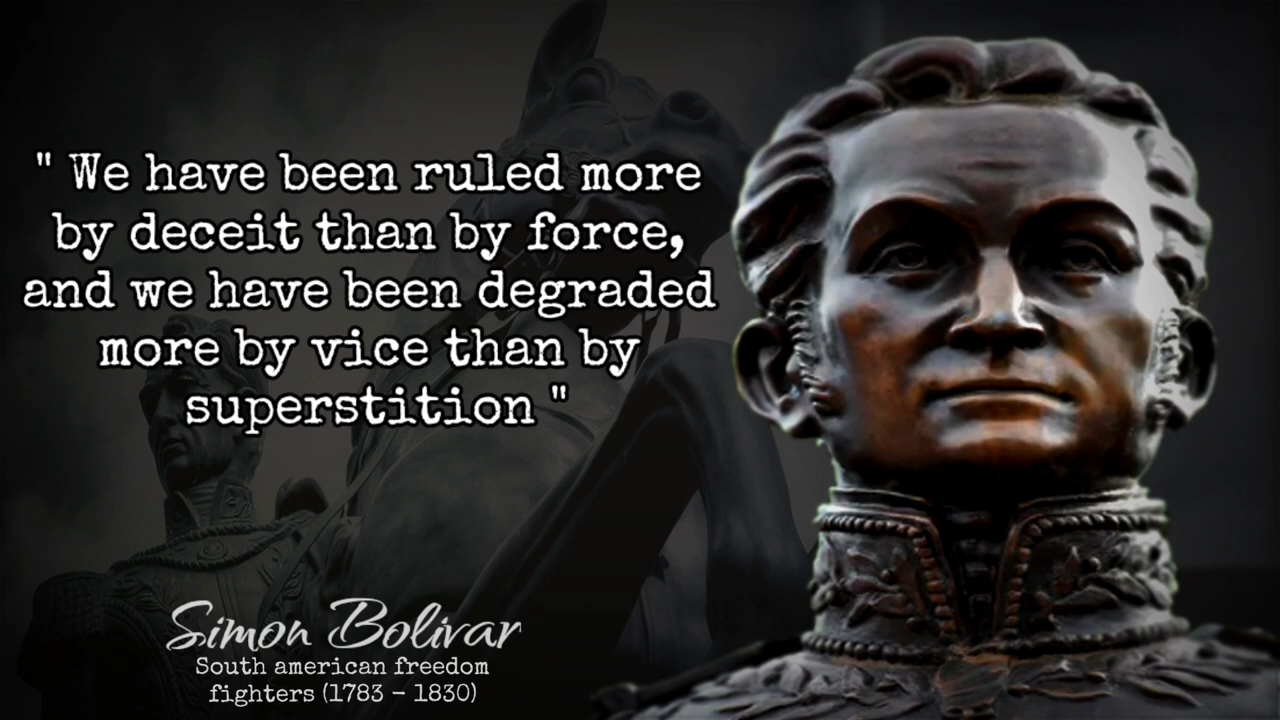 " We have been ruled more
by deceit than by force,
and we have been degraded
more by vice than by
superstition "
Simon Bolivar
South american freedom
fighters (1783 - 1830)